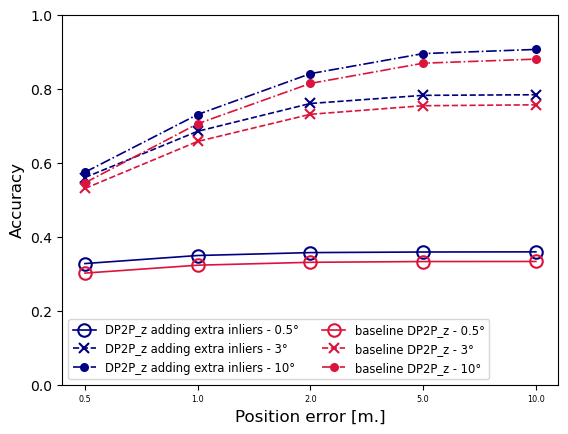 1.0
0.8
0.6
0.4
0.2
0.0
Accuracy
DP2P_z adding extra inliers - 0.5°
DP2P_z adding extra inliers - 3°
DP2P_z adding extra inliers - 10°
baseline DP2P_z - 0.5°
baseline DP2P_z - 3°
baseline DP2P_z - 10°
0.5 1.0 2.0 5.0 10.0
Position error [m.]